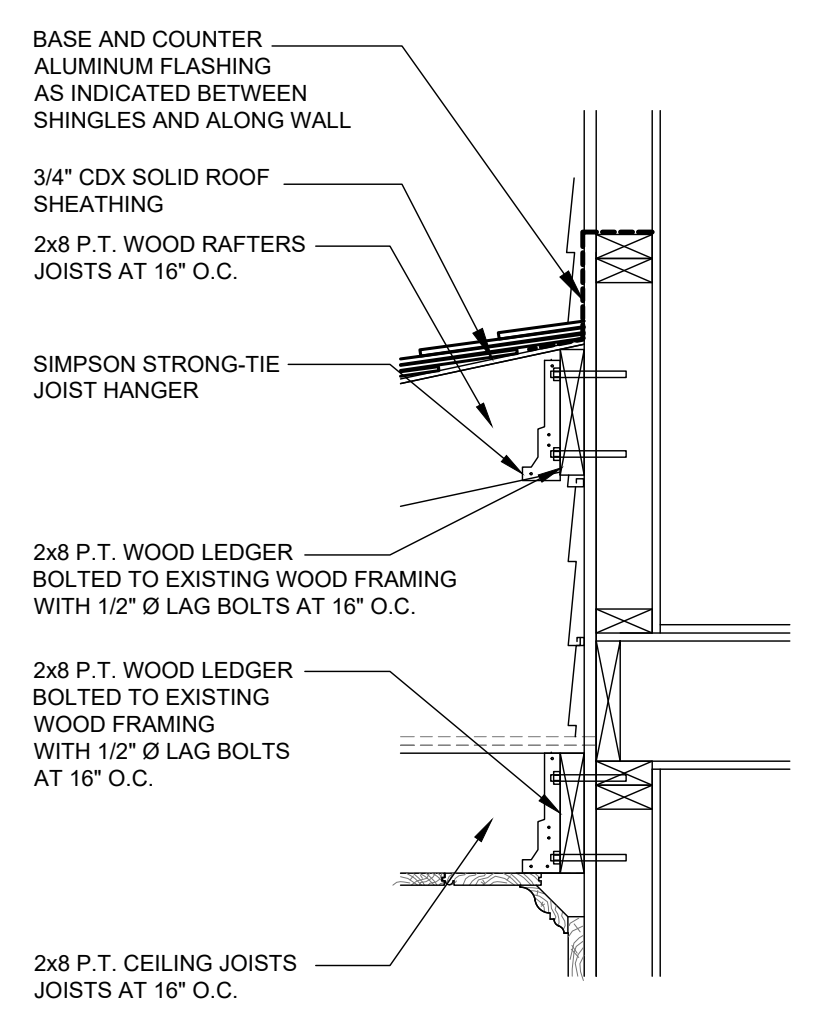 BASE AND COUNTER
ALUMINUM FLASHING
AS INDICATED BETWEEN
SHINGLES AND ALONG WALL
3/4" CDX SOLID ROOF
SHEATHING
2x8 P.T. WOOD RAFTERS
JOISTS AT 16" O.C.
SIMPSON STRONG-TIE
JOIST HANGER
2x8 P.T. WOOD LEDGER
BOLTED TO EXISTING WOOD FRAMING
WITH 1/2" Ø LAG BOLTS AT 16" O.C.
2x8 P.T. WOOD LEDGER
BOLTED TO EXISTING
WOOD FRAMING
WITH 1/2" Ø LAG BOLTS
AT 16" O.C.
2x8 P.T. CEILING JOISTS
JOISTS AT 16" O.C.